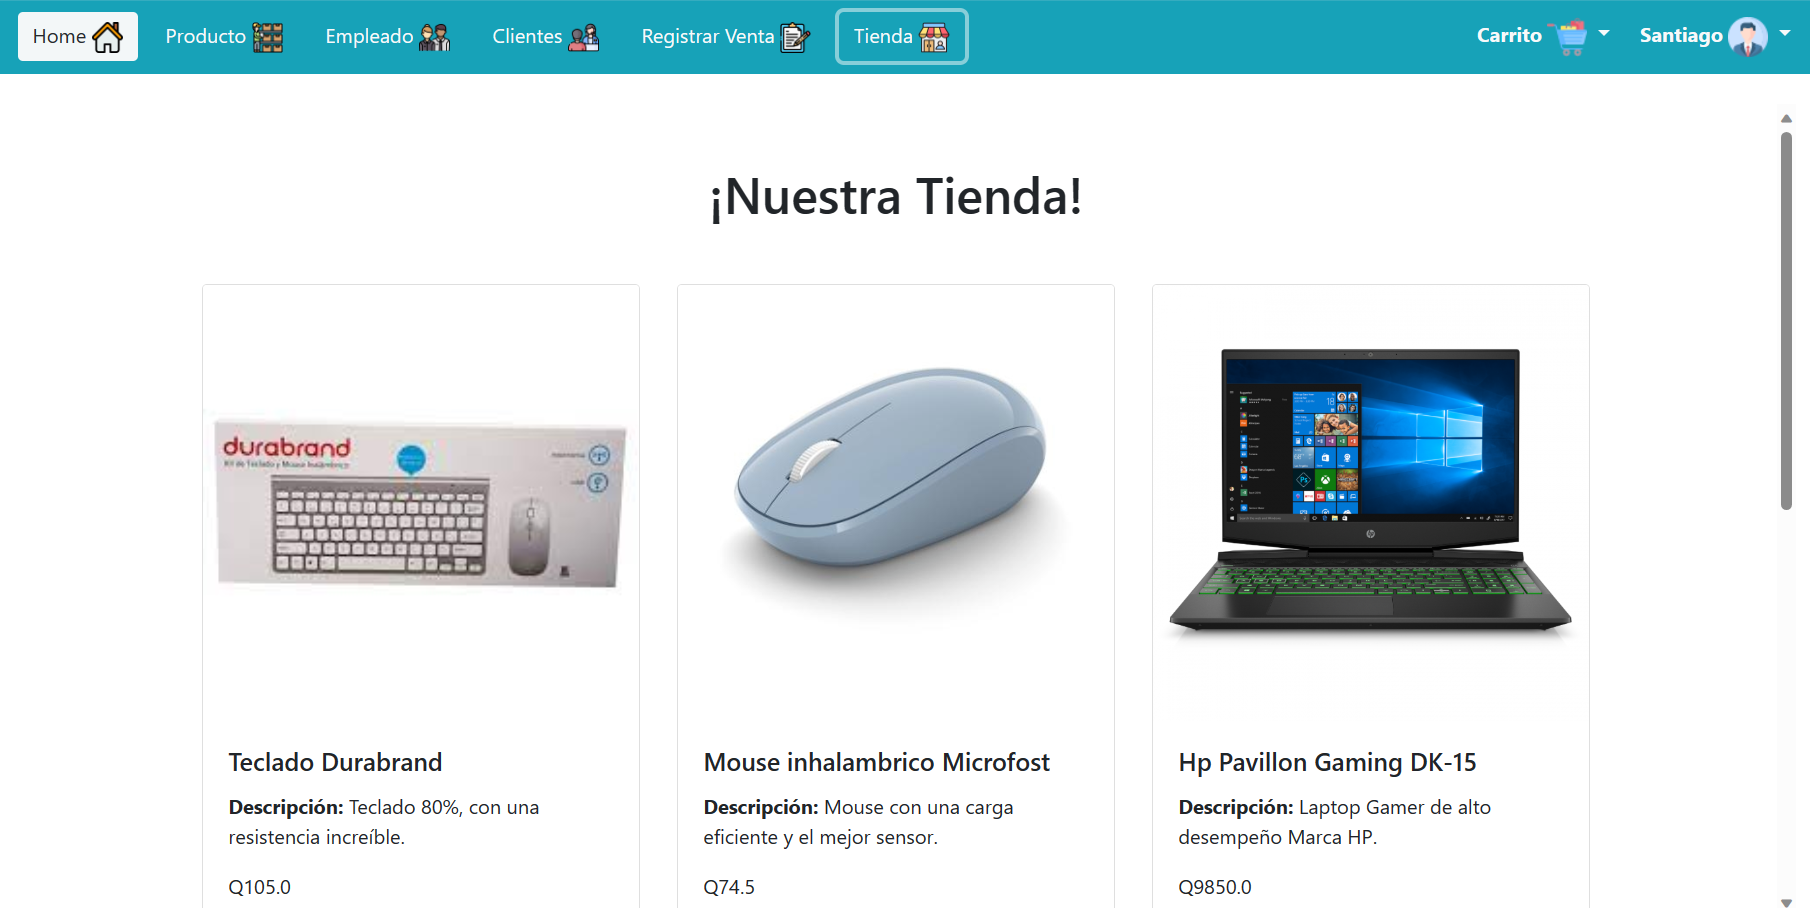 Home Producto Empleado Clientes Registrar Venta Tienda Carrito Santiago
¡Nuestra Tienda!
durabrand
Kit de Teclado y Mouse Inalámbrico
Teclado Durabrand
Descripción: Teclado 80%, con una
resistencia increíble.
Q105.0
Mouse inhalambrico Microfost
Descripción: Mouse con una carga
eficiente y el mejor sensor.
Q74.5
hp
Hp Pavillon Gaming DK-15
Descripción: Laptop Gamer de alto
desempeño Marca HP.
Q9850.0